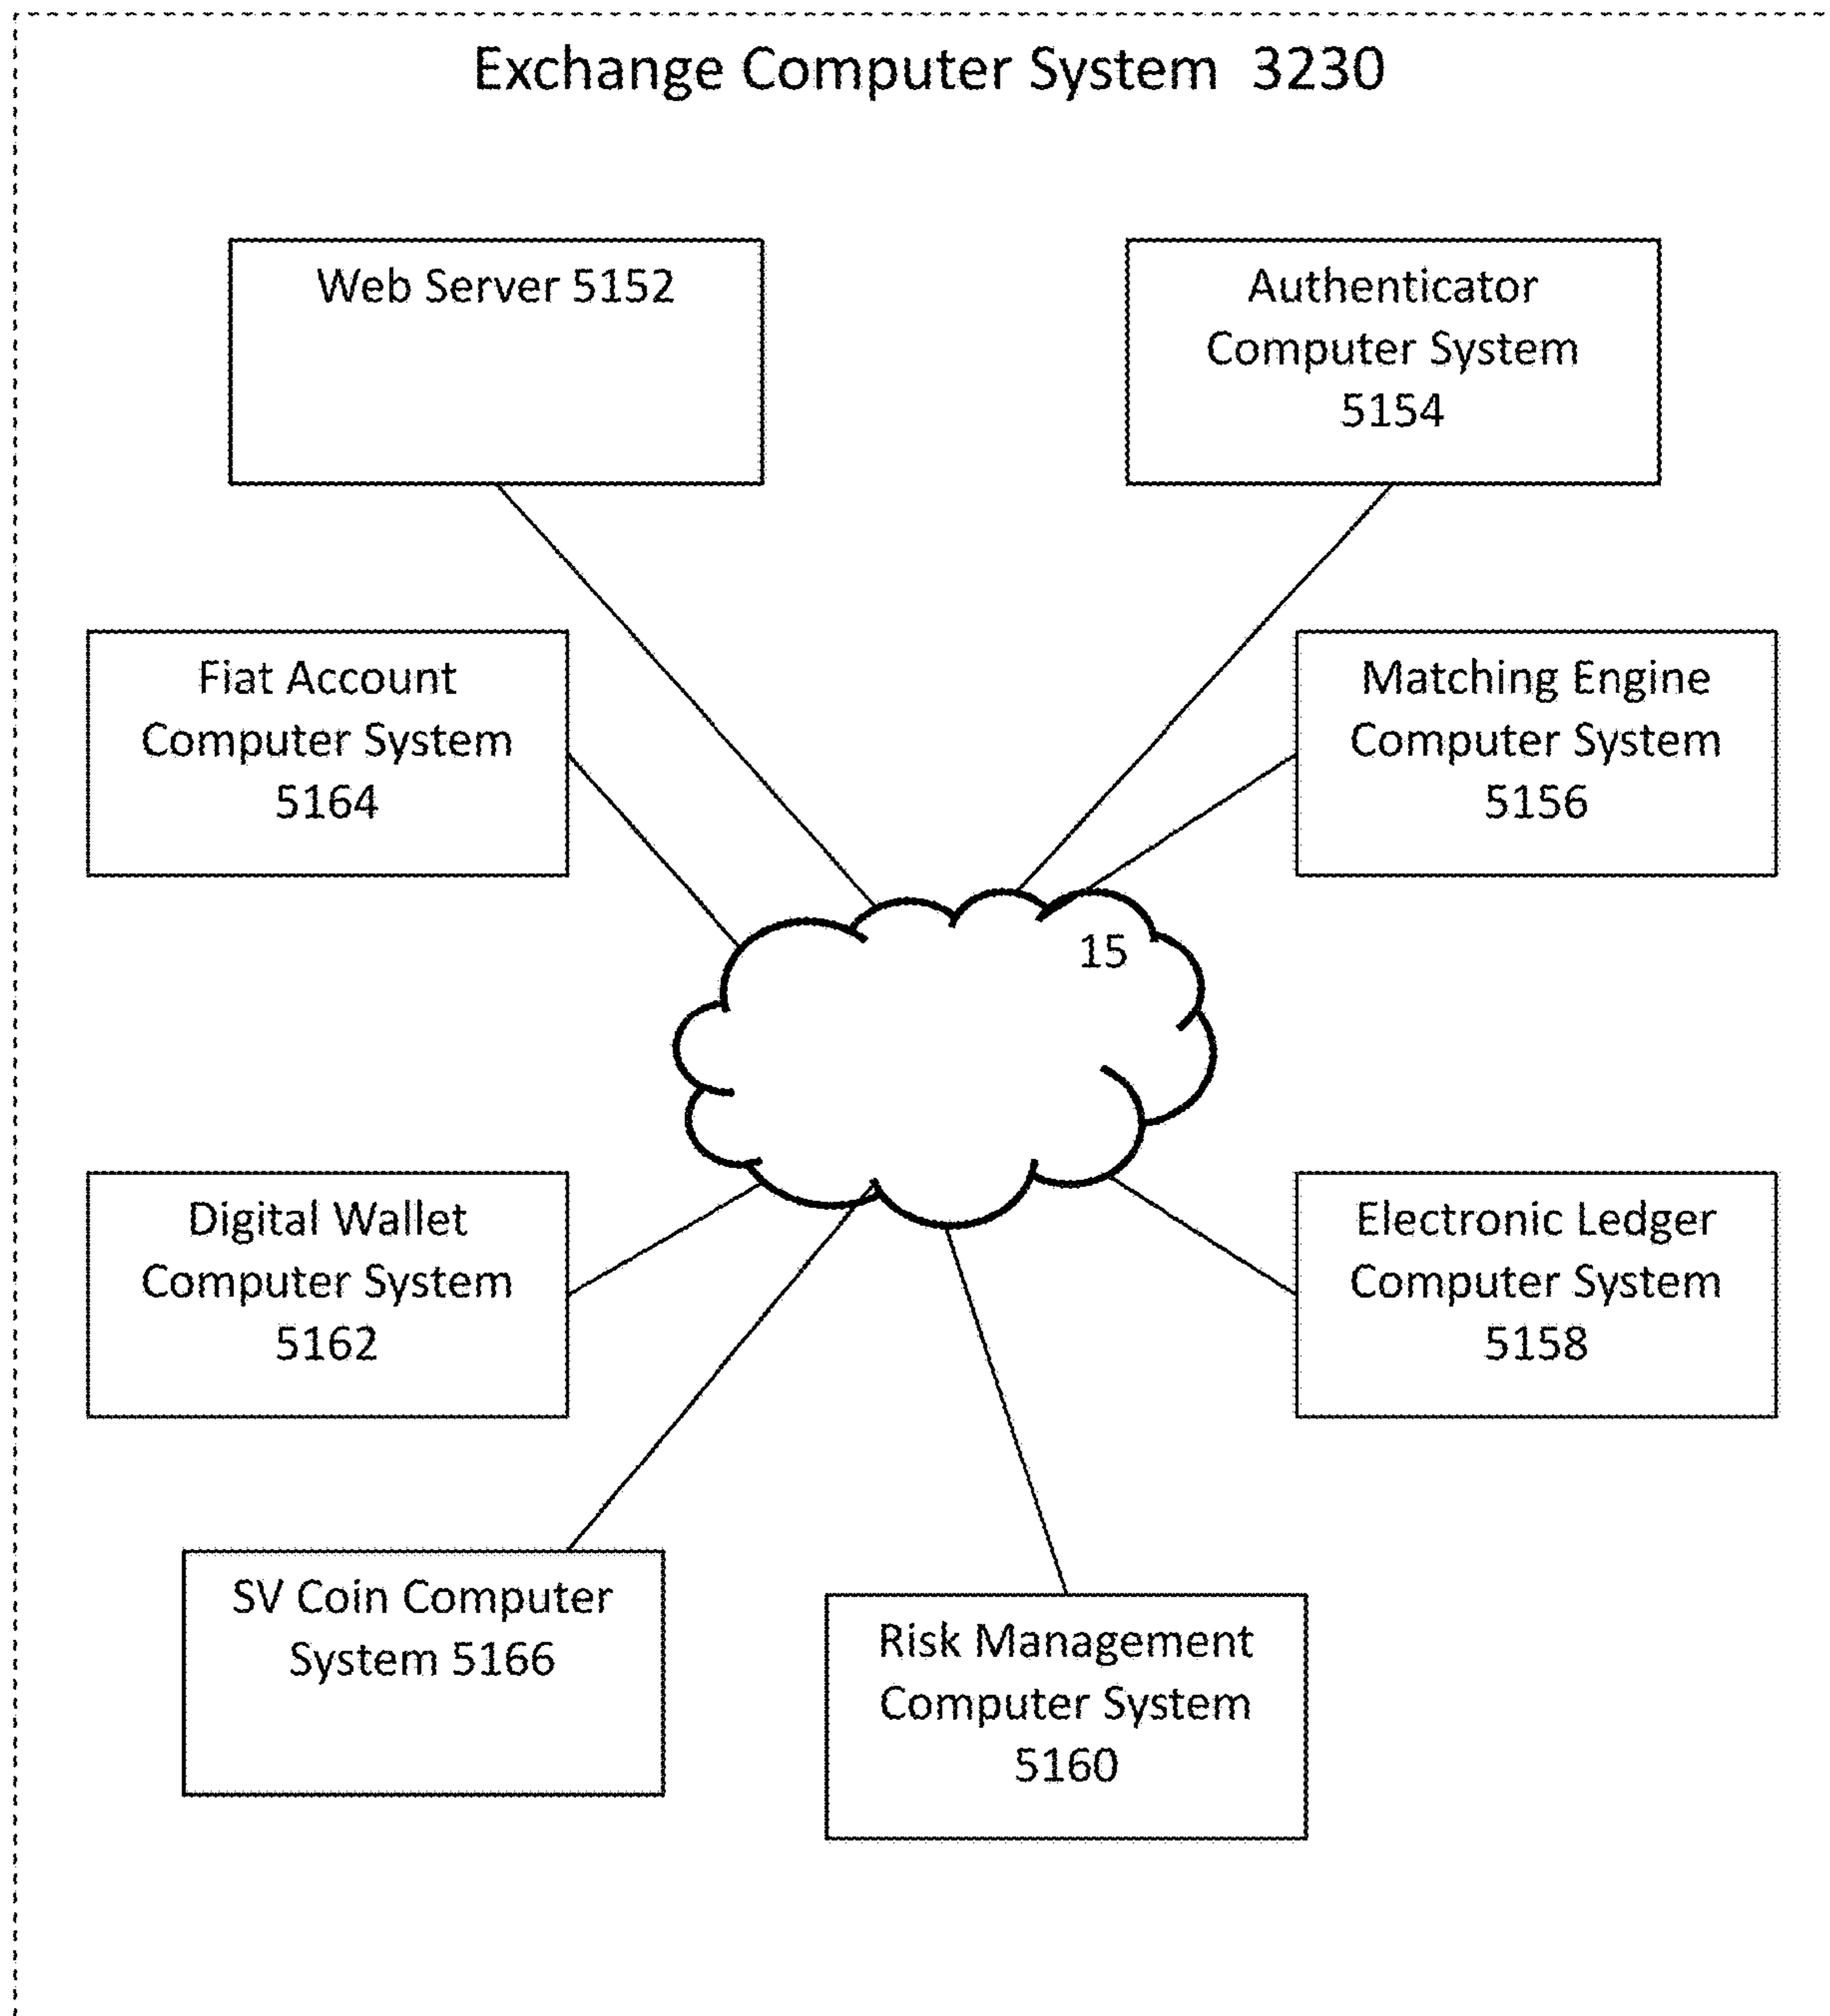 Exchange Computer System 3230
Web Server 5152
Authenticator
Computer System
5154
Fiat Account
Computer System
5164
Matching Engine
Computer System
5156
15
Digital Wallet
Computer System
5162
Electronic Ledger
Computer System
5158
SV Coin Computer
System 5166
Risk Management
Computer System
5160